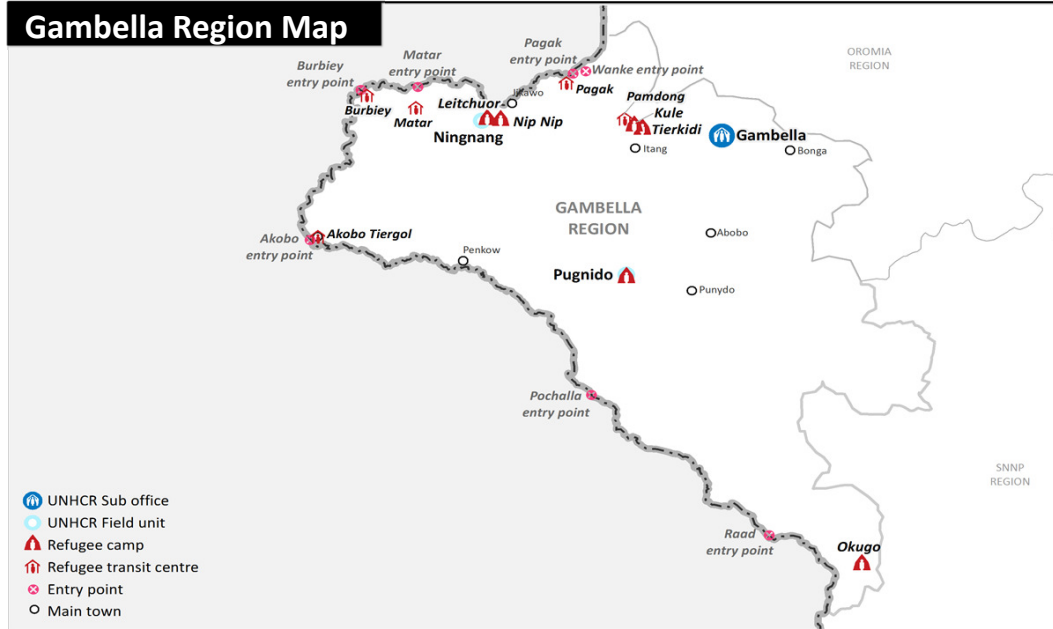 Gambella Region Map
Burbiey
entry point
Matar
entry point
Pagak
entry point
Wanke entry point
OROMIA
REGION
Burbiey
Matar
Leitchuor
Jikawo
Nip Nip
Ningnang
Pagak
Pamdong
Kule
Tierkidi
Itang
Gambella
Bonga
GAMBELLA
REGION
Akobo
entry point
Akobo Tiergol
Penkow
Abobo
Pugnido
Punydo
Pochalla
entry point
SNNP
REGION
Raad
entry point
Okugo
UNHCR Sub office
UNHCR Field unit
Refugee camp
Refugee transit centre
Entry point
Main town